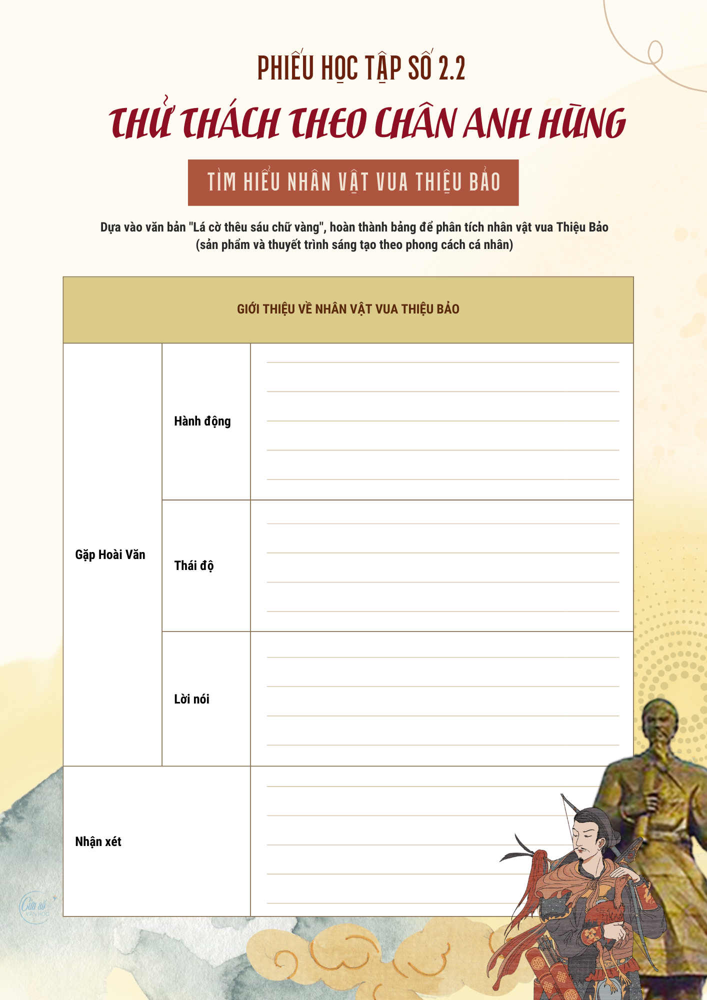 PHIẾU HỌC TẬP SỐ 2.2
THỬ THÁCH THEO CHÂN ANH HÙNG
TÌM HIỂU NHÂN VẬT VUA THIỆU BẢO
Dựa vào văn bản "Lá cờ thêu sáu chữ vàng", hoàn thành bảng để phân tích nhân vật vua Thiệu Bảo
(sản phẩm và thuyết trình sáng tạo theo phong cách cá nhân)
GIỚI THIỆU VỀ NHÂN VẬT VUA THIỆU BẢO
Gặp Hoài Văn
Hành động
Thái độ
Lời nói
Nhận xét
Cửa sổ
VĂN HỌC